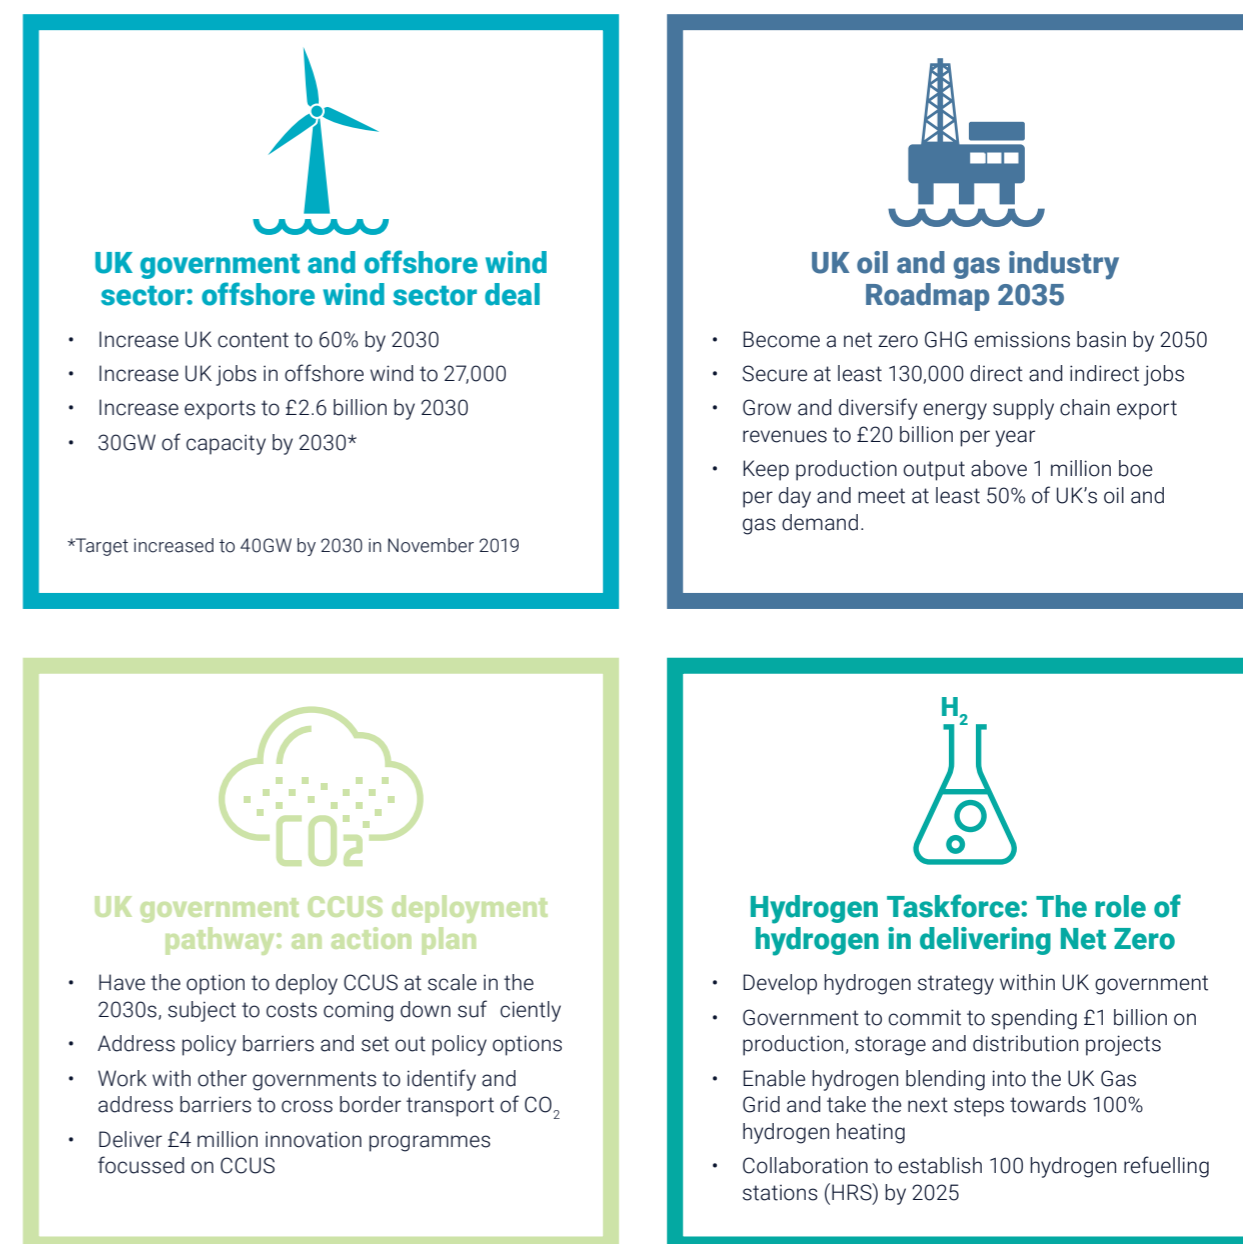 UK government and offshore wind
sector: offshore wind sector deal
• Increase UK content to 60% by 2030
• Increase UK jobs in offshore wind to 27,000
• Increase exports to £2.6 billion by 2030
• 30GW of capacity by 2030*
*Target increased to 40GW by 2030 in November 2019
UK oil and gas industry
Roadmap 2035
• Become a net zero GHG emissions basin by 2050
• Secure at least 130,000 direct and indirect jobs
• Grow and diversify energy supply chain export
revenues to £20 billion per year
• Keep production output above 1 million boe
per day and meet at least 50% of UK's oil and
gas demand.
CO2
UK government CCUS deployment
pathway: an action plan
• Have the option to deploy CCUS at scale in the
2030s, subject to costs coming down suf ciently
• Address policy barriers and set out policy options
• Work with other governments to identify and
address barriers to cross border transport of CO2
• Deliver £4 million innovation programmes
focussed on CCUS
H2
Hydrogen Taskforce: The role of
hydrogen in delivering Net Zero
• Develop hydrogen strategy within UK government
• Government to commit to spending £1 billion on
production, storage and distribution projects
• Enable hydrogen blending into the UK Gas
Grid and take the next steps towards 100%
hydrogen heating
• Collaboration to establish 100 hydrogen refuelling
stations (HRS) by 2025